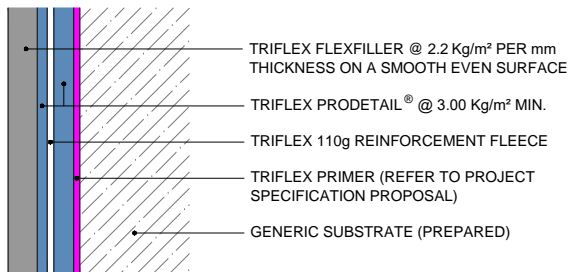 TRIFLEX FLEXFILLER @ 2.2 Kg/m² PER mm
THICKNESS ON A SMOOTH EVEN SURFACE
TRIFLEX PRODETAIL® @ 3.00 Kg/m² MIN.
TRIFLEX 110g REINFORCEMENT FLEECE
TRIFLEX PRIMER (REFER TO PROJECT
SPECIFICATION PROPOSAL)
GENERIC SUBSTRATE (PREPARED)